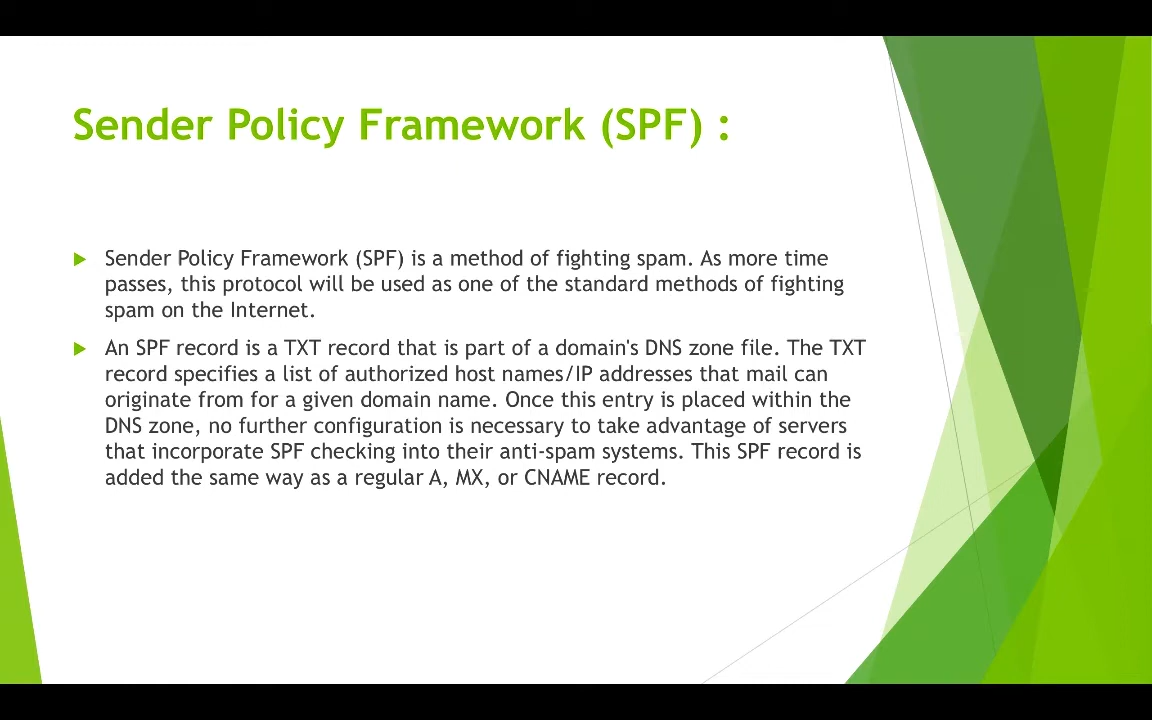 Sender Policy Framework (SPF) :
Sender Policy Framework (SPF) is a method of fighting spam. As more time
passes, this protocol will be used as one of the standard methods of fighting
spam on the Internet.
An SPF record is a TXT record that is part of a domain's DNS zone file. The TXT
record specifies a list of authorized host names/IP addresses that mail can
originate from for a given domain name. Once this entry is placed within the
DNS zone, no further configuration is necessary to take advantage of servers
that incorporate SPF checking into their anti-spam systems. This SPF record is
added the same way as a regular A, MX, or CNAME record.